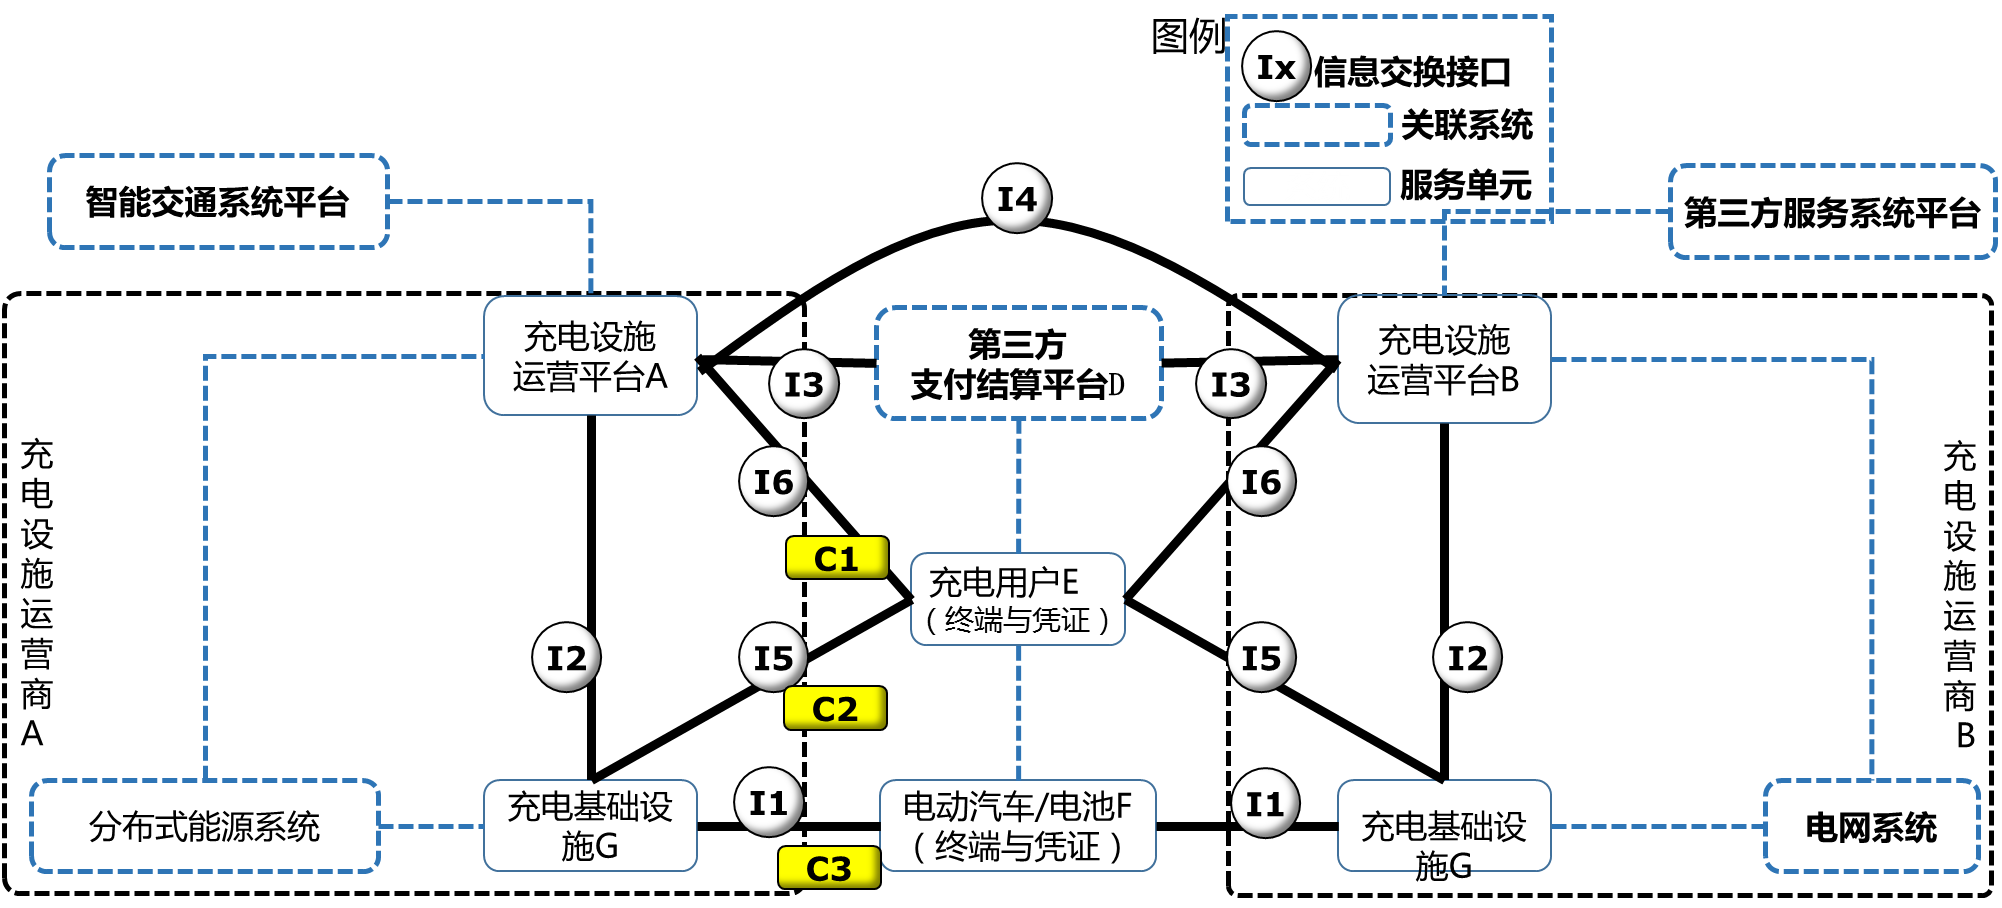 图例
Ix 信息交换接口
关联系统
服务单元
智能交通系统平台
第三方服务系统平台
I4
充电设施
运营平台A
第三方
支付结算平台D
充电设施
运营平台B
I3
I3
I6
I6
充电设施运营商A
充电设施运营商B
C1
充电用户E
（终端与凭证）
I2
I5
I5
I2
C2
分布式能源系统
充电基础设
施G
I1
电动汽车/电池F
（终端与凭证）
I1
充电基础设
施G
电网系统
C3